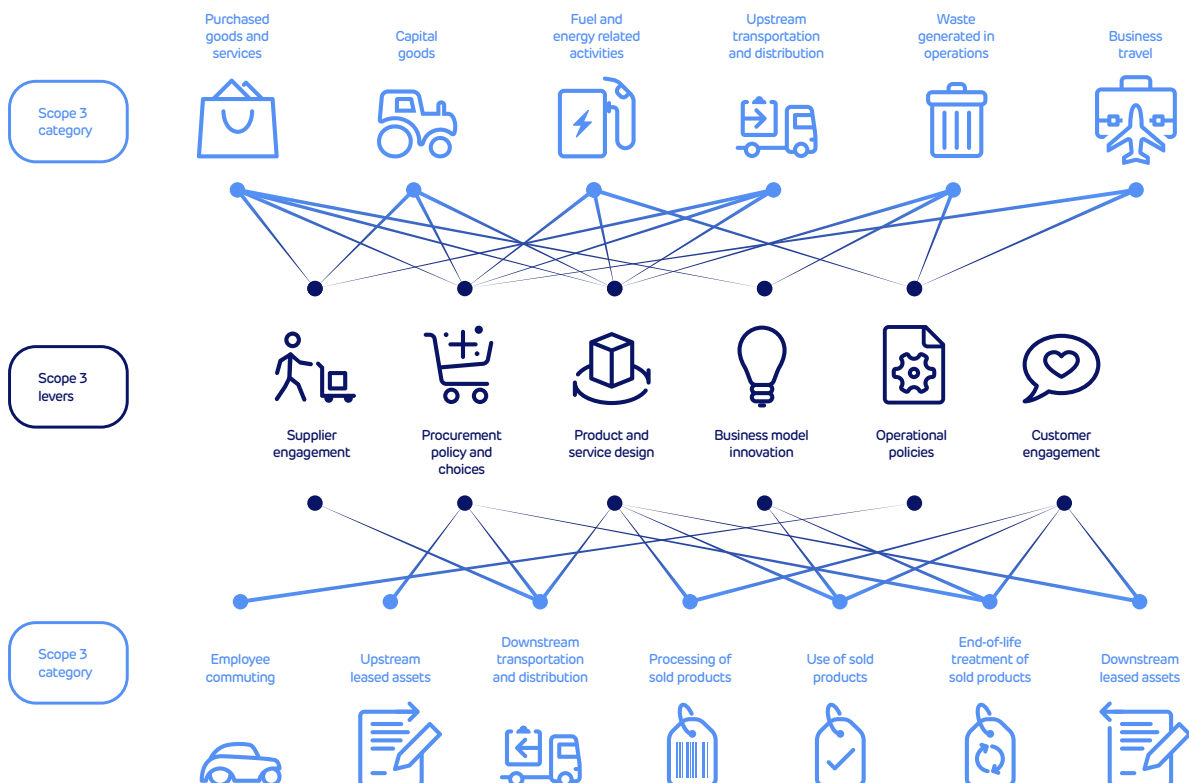 Purchased
goods and
services
Capital
goods
Fuel and
energy related
activities
Upstream
transportation
and distribution
Waste
generated in
operations
Business
travel
Scope 3
category
Scope 3
levers
Supplier
engagement
Procurement
policy and
choices
Product and
service design
Business model
innovation
Operational
policies
Customer
engagement
Scope 3
category
Employee
commuting
Upstream
leased assets
Downstream
transportation
and distribution
Processing of
sold products
Use of sold
products
End-of-life
treatment of
sold products
Downstream
leased assets